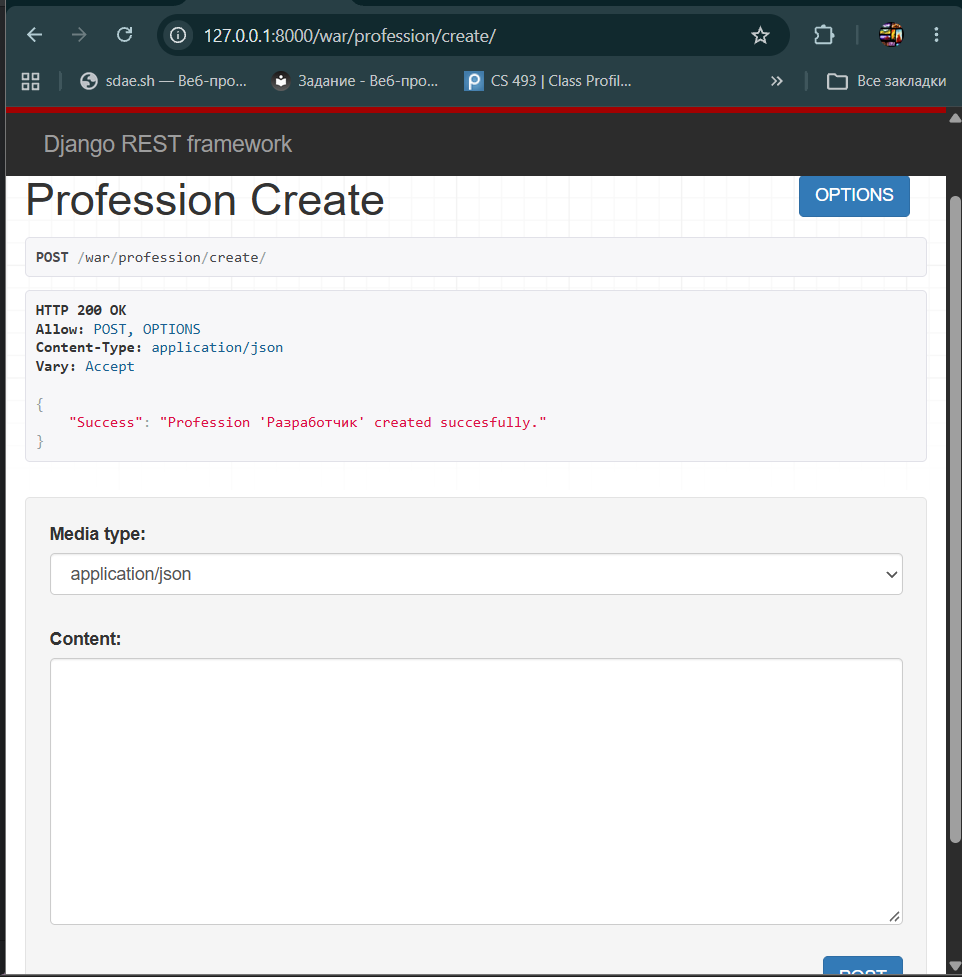 127.0.0.1:8000/war/profession/create/
sdae.sh — Веб-про...
Задание - Веб-про...
CS 493 | Class Profil...
»
Все закладки
Django REST framework
Profession Create
OPTIONS
POST /war/profession/create/
HTTP 200 OK
Allow: POST, OPTIONS
Content-Type: application/json
Vary: Accept
{
"Success": "Profession 'Разработчик' created succesfully."
}
Media type:
application/json
Content:
POST